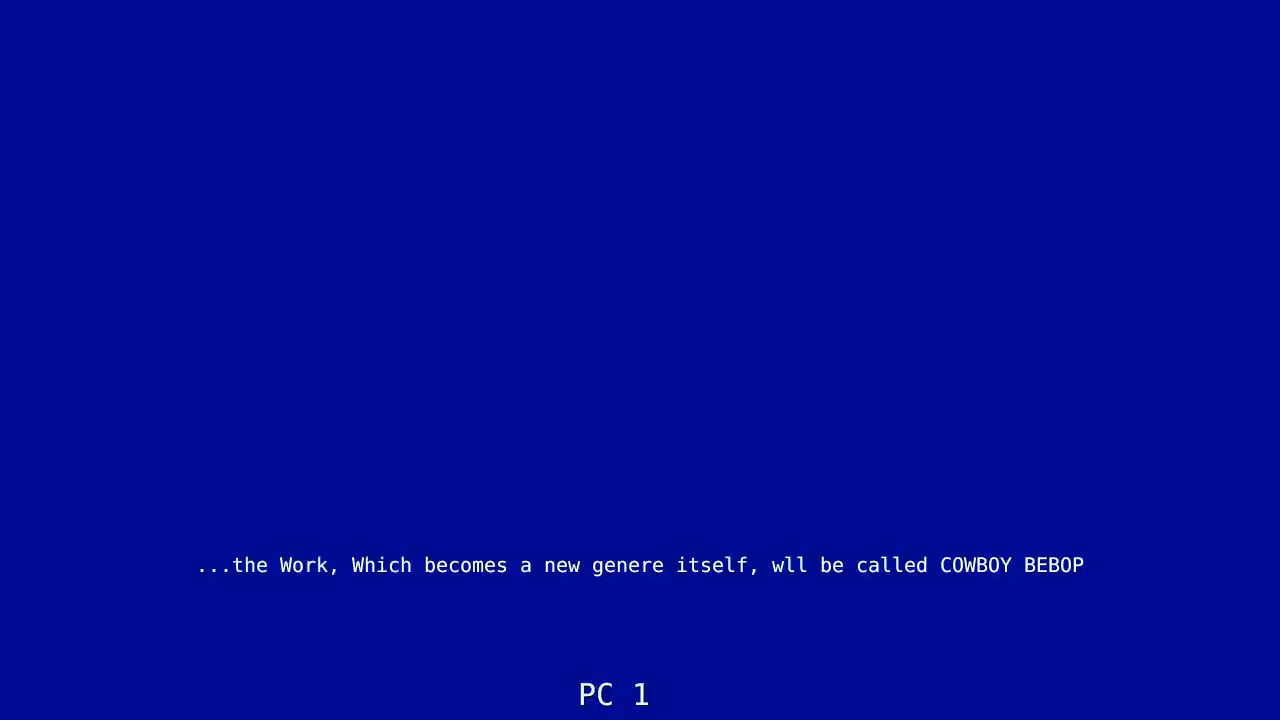 ...the Work, Which becomes a new genere itself, wll be called COWBOY BEBOP
PC 1